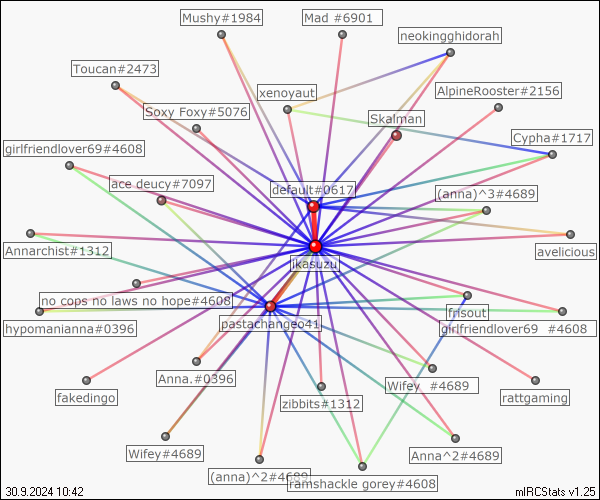 Mushy#1984
Mad #6901
neokingghidorah
Toucan#2473
xenoyaut
AlpineRooster#2156
Soxy Foxy#5076
Skalman
Cypha#1717
girlfriendlover69#4608
ace deucy#7097
default#0617
(anna)^3#4689
Annarchist#1312
jkasuzu
avelicious
no cops no laws no hope#4608
hypomanianna#0396
pastachangeo41
frisout
girlfriendlover69 #4608
fakedingo
Anna.#0396
zibbits#1312
Wifey #4689
rattgaming
Wifey#4689
(anna)^2#4689
ramshackle gorey#4608
Anna^2#4689
30.9.2024 10:42
mIRCStats v1.25